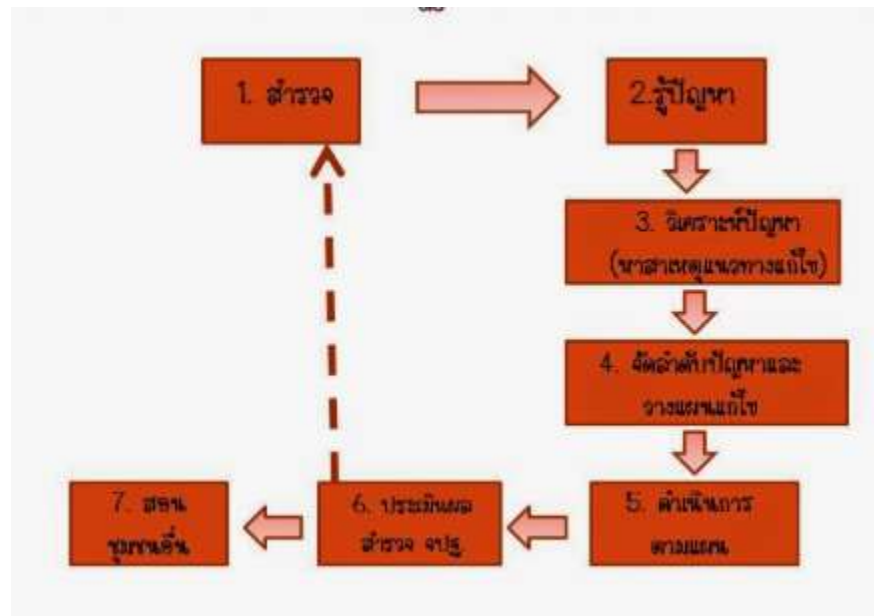 1. สำรวจ
2.รู้ปัญหา
3. วิเคราะห์ปัญหา
(หาสาเหตุแนวทางแก้ไข)
4. จัดลำดับปัญหาและ
วางแผนแก้ไข
5. ดำเนินการ
ตามแผน
6. ประเมินผล
สำรวจ จปฐ
7. สอน
ชุมชนอื่น